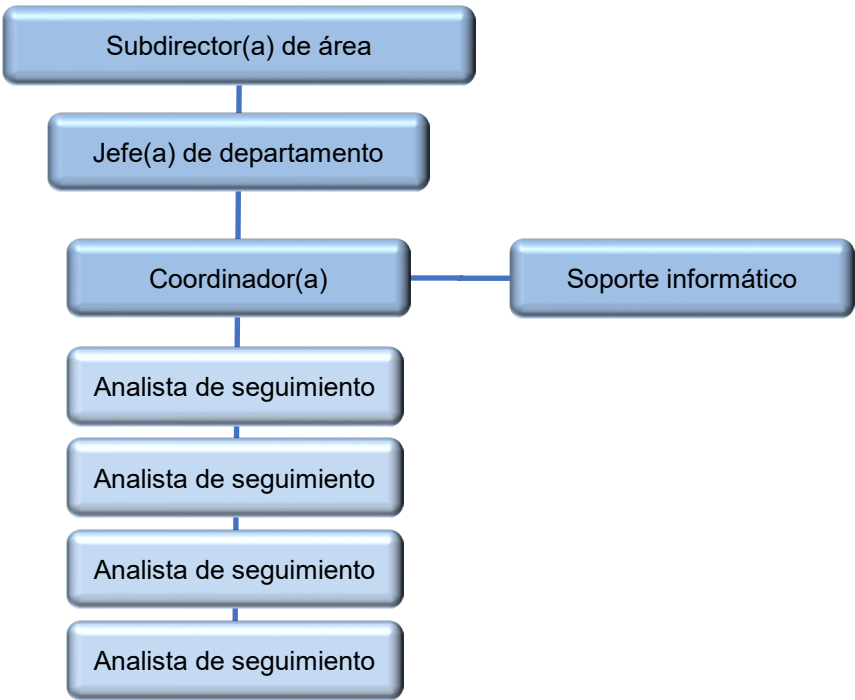 Subdirector(a) de área
Jefe(a) de departamento
Coordinador(a)
Soporte informático
Analista de seguimiento
Analista de seguimiento
Analista de seguimiento
Analista de seguimiento